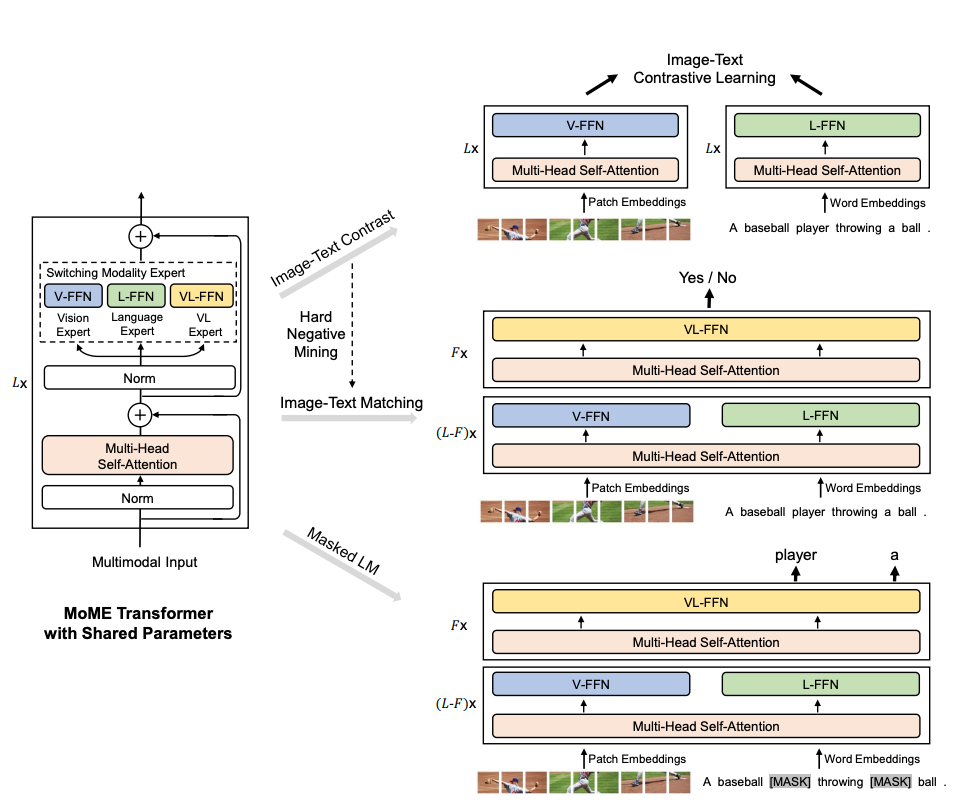 Switching Modality Expert
V-FFN L-FFN VL-FFN
Vision
Expert
Language
Expert
VL
Expert
Norm
Lx
Multi-Head
Self-Attention
Norm
Multimodal Input
MoME Transformer
with Shared Parameters
Image-Text Contrast
Hard
Negative
Mining
Image-Text Matching
Masked LM
Image-Text
Contrastive Learning
V-FFN
Lx
Multi-Head Self-Attention
Patch Embeddings
L-FFN
Lx
Multi-Head Self-Attention
Word Embeddings
A baseball player throwing a ball .
Yes / No
VL-FFN
Fx
Multi-Head Self-Attention
V-FFN L-FFN
(L-F)x
Multi-Head Self-Attention
Patch Embeddings Word Embeddings
A baseball player throwing a ball .
player a
VL-FFN
Fx
Multi-Head Self-Attention
V-FFN L-FFN
(L-F)x
Multi-Head Self-Attention
Patch Embeddings Word Embeddings
A baseball [MASK] throwing [MASK] ball .